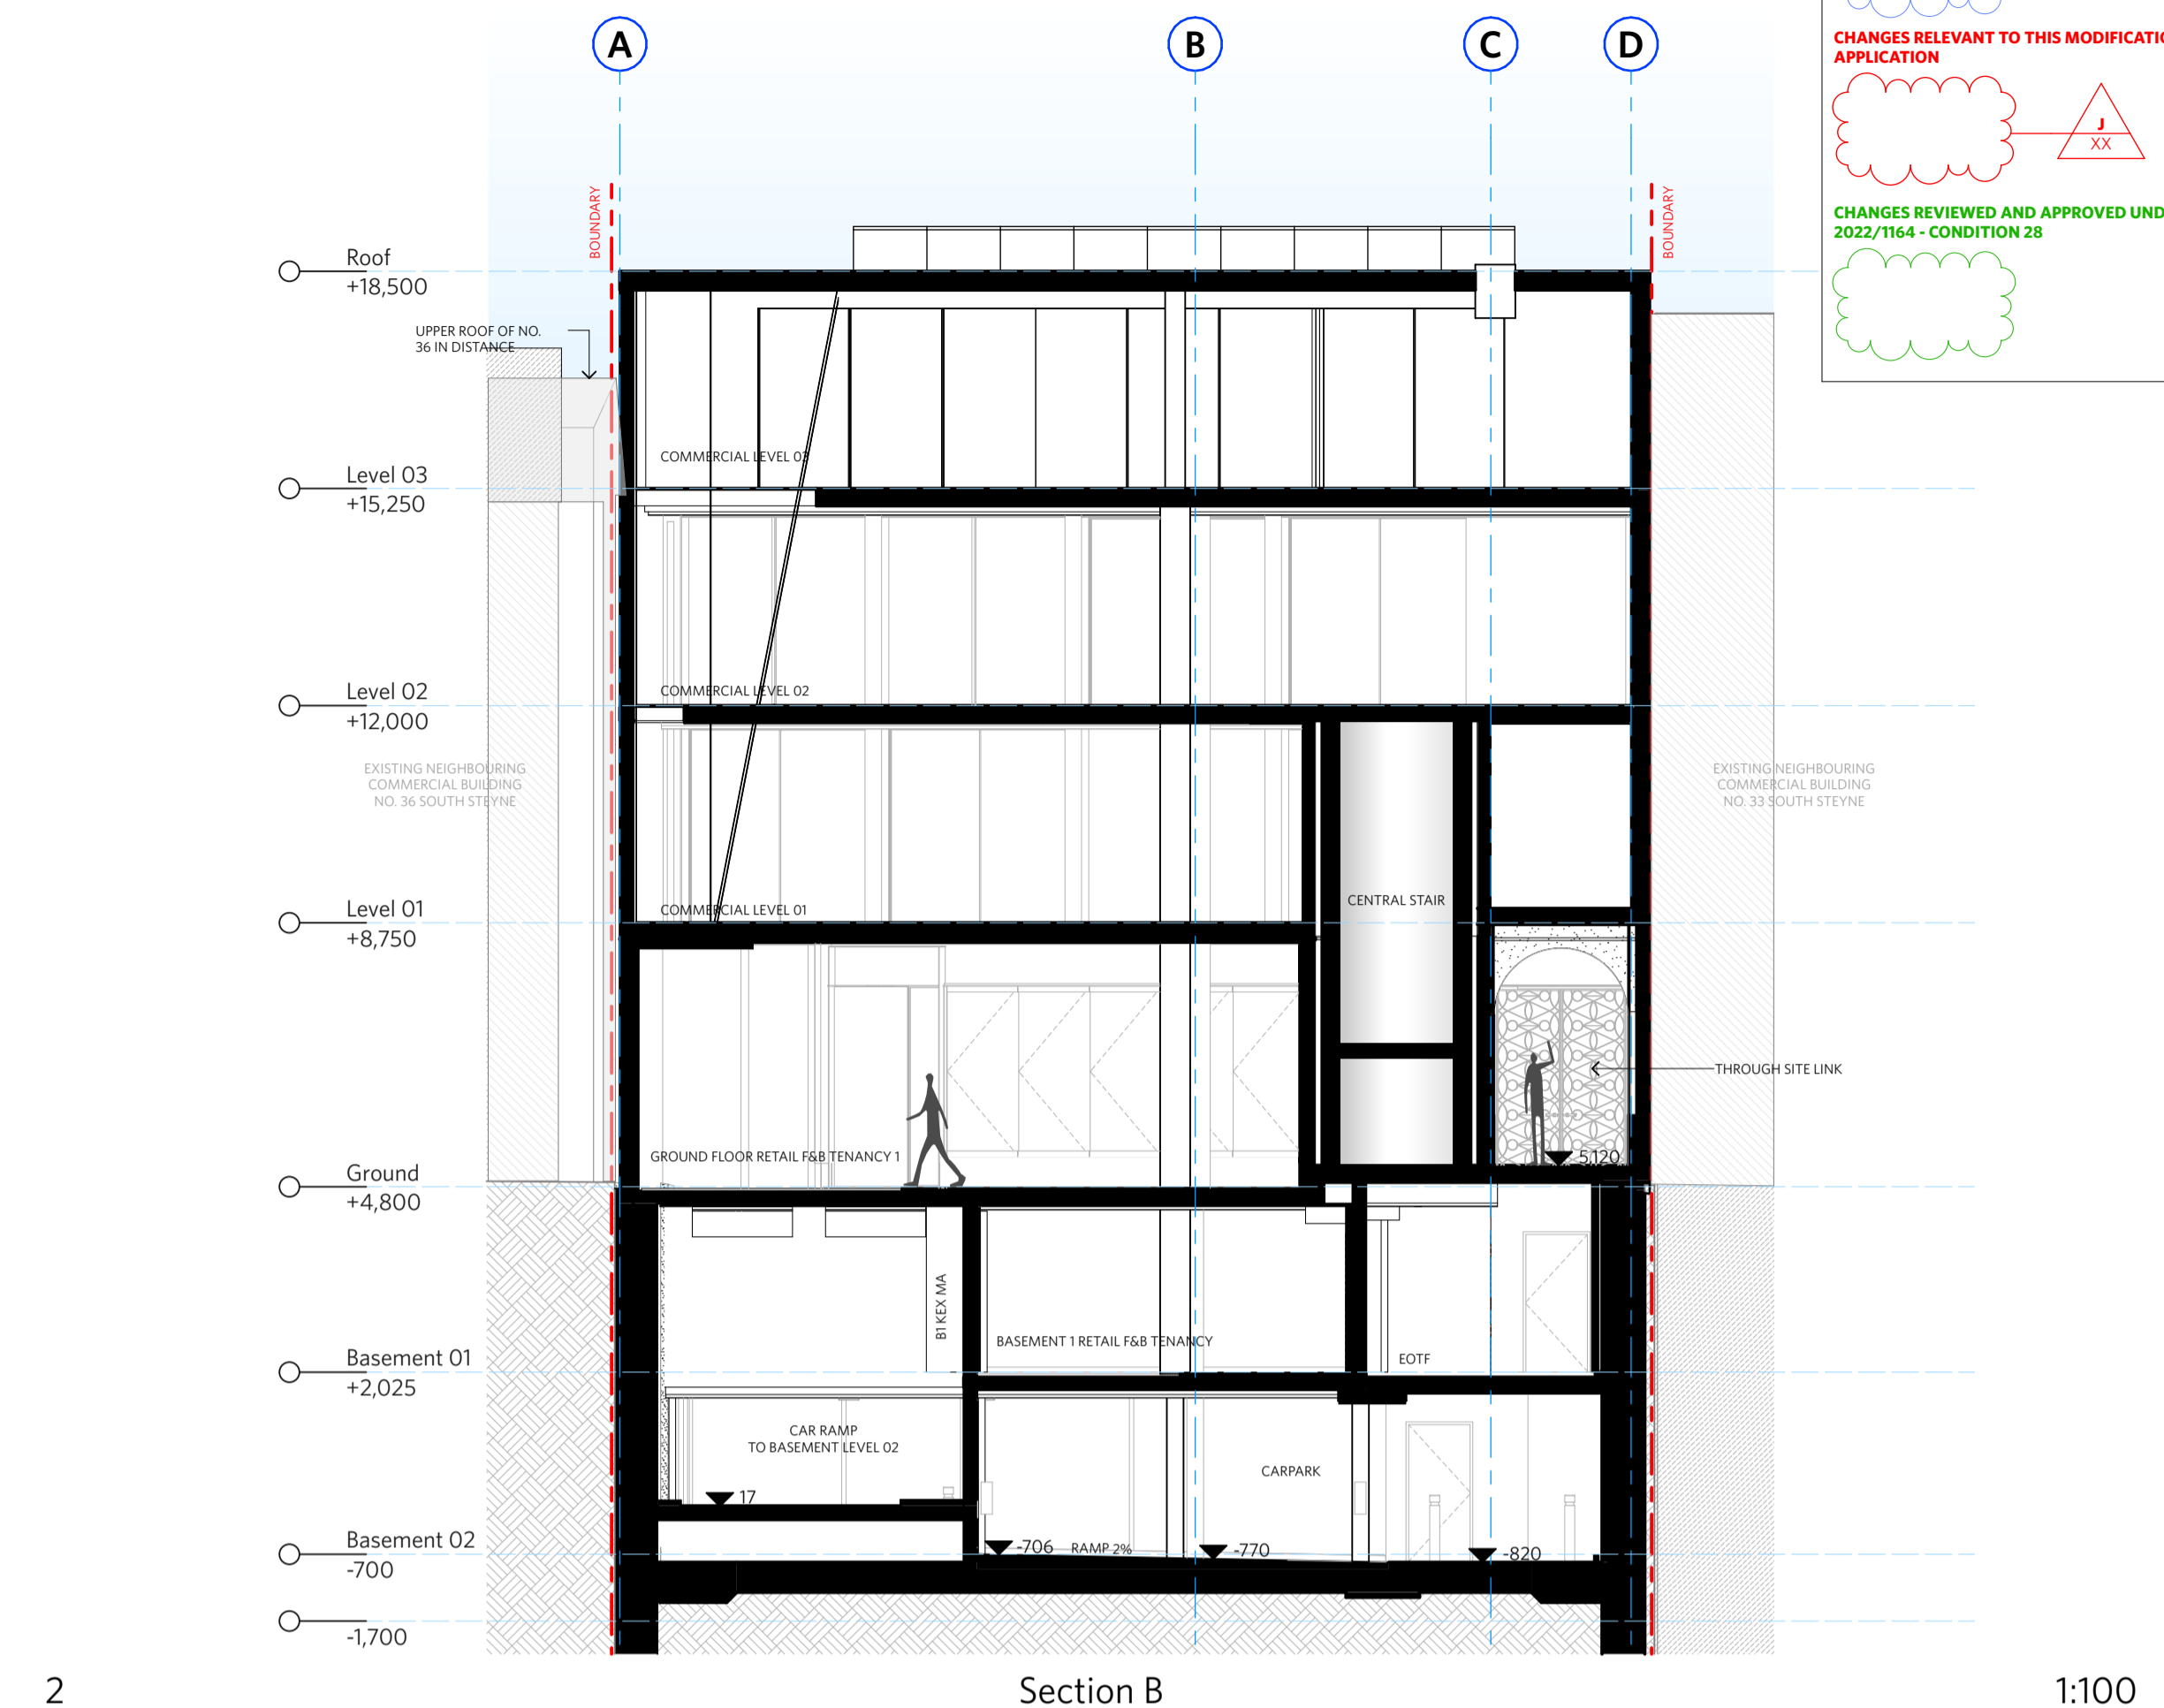 A
B
C
D
CHANGES RELEVANT TO THIS
APPLICATION
J
XX
CHANGES REVIEWED AND APPROVED
2022/1164 - CONDITION 28
BOUNDARY
BOUNDARY
Roof
+18,500
UPPER ROOF OF NO.
36 IN DISTANCE
COMMERCIAL LEVEL 03
Level 03
+15,250
COMMERCIAL LEVEL 02
Level 02
+12,000
EXISTING NEIGHBOURING
COMMERCIAL BUILDING
NO. 36 SOUTH STEYNE
EXISTING NEIGHBOURING
COMMERCIAL BUILDING
NO. 33 SOUTH STEYNE
CENTRAL STAIR
COMMERCIAL LEVEL 01
Level 01
+8,750
THROUGH SITE LINK
GROUND FLOOR RETAIL F&B TENANCY 1
5,120
Ground
+4,800
B1 KEX MA
BASEMENT 1 RETAIL F&B TENANCY
EOTF
Basement 01
+2,025
CAR RAMP
TO BASEMENT LEVEL 02
CARPARK
17
-706
RAMP 2%
-770
-820
Basement 02
-700
-1,700
2
Section B
1:100